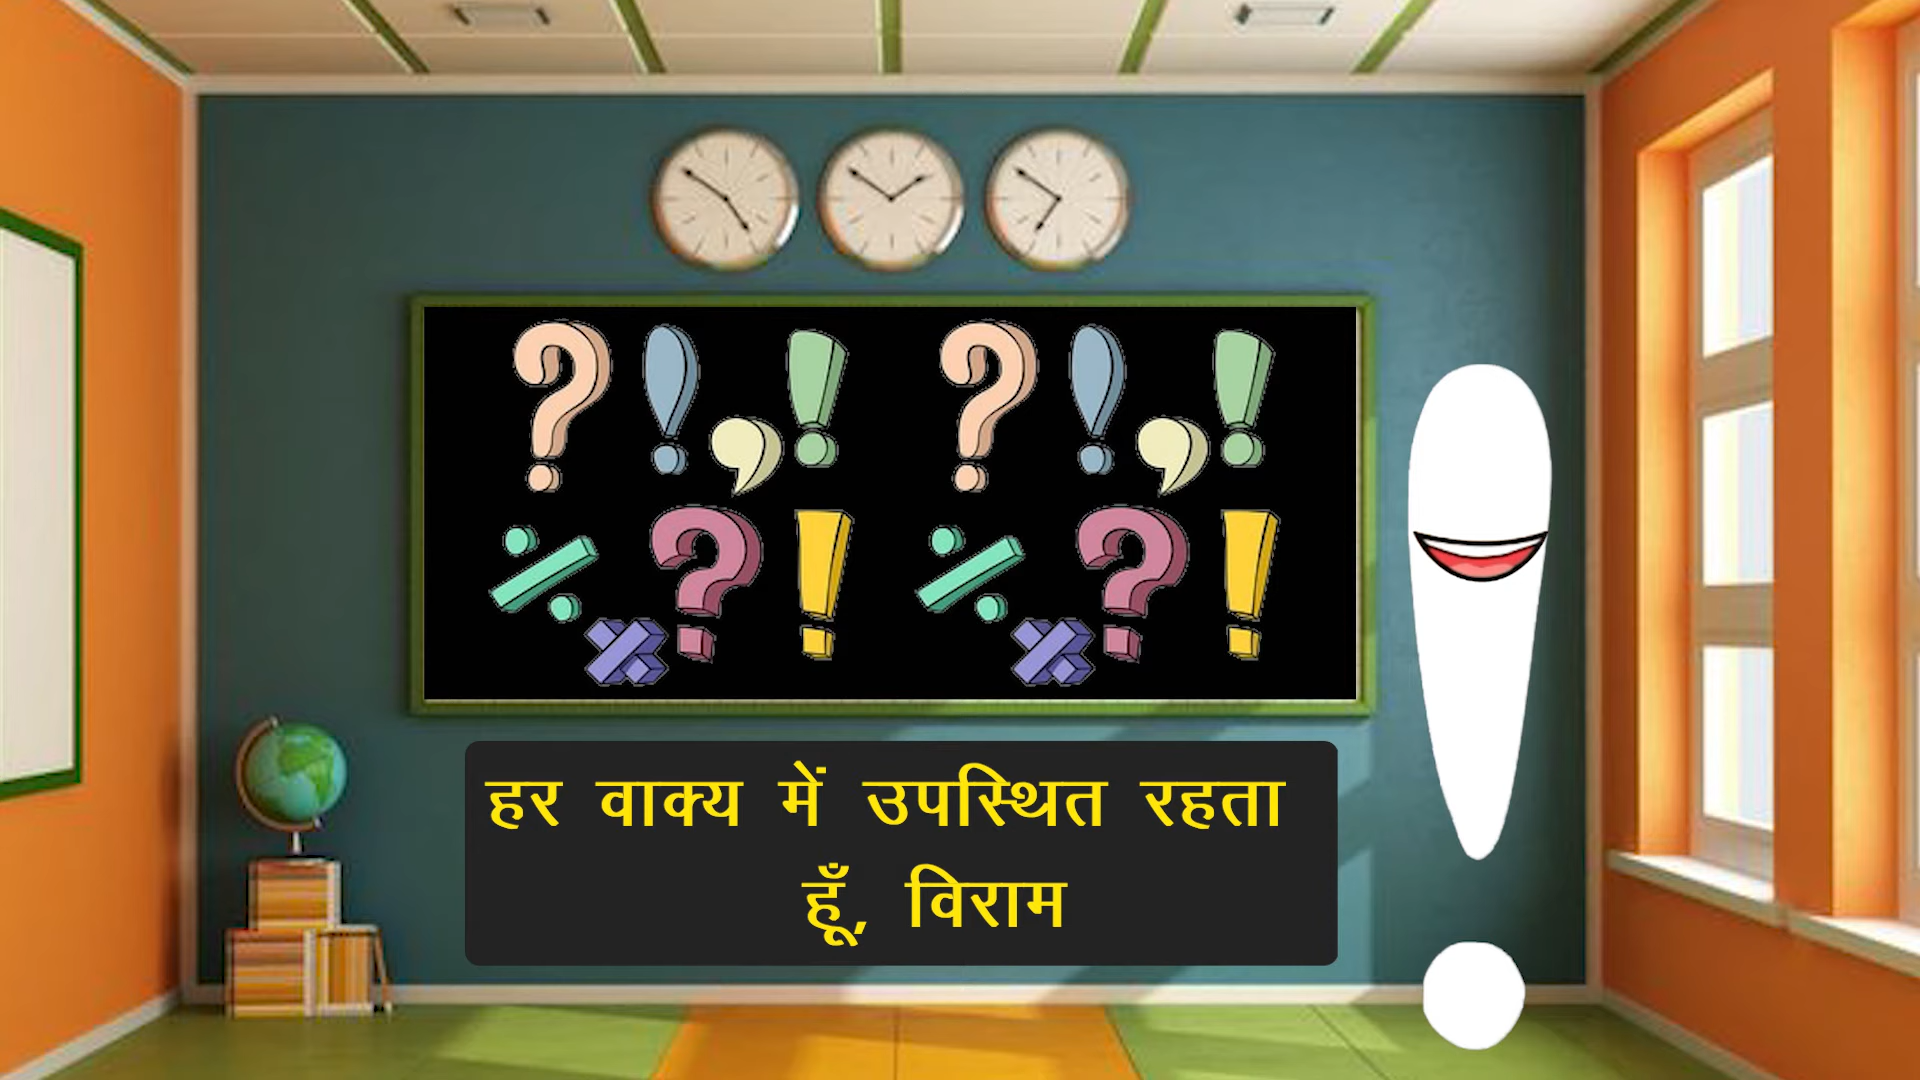 हर वाक्य में उपस्थित रहता
हूँ, विराम